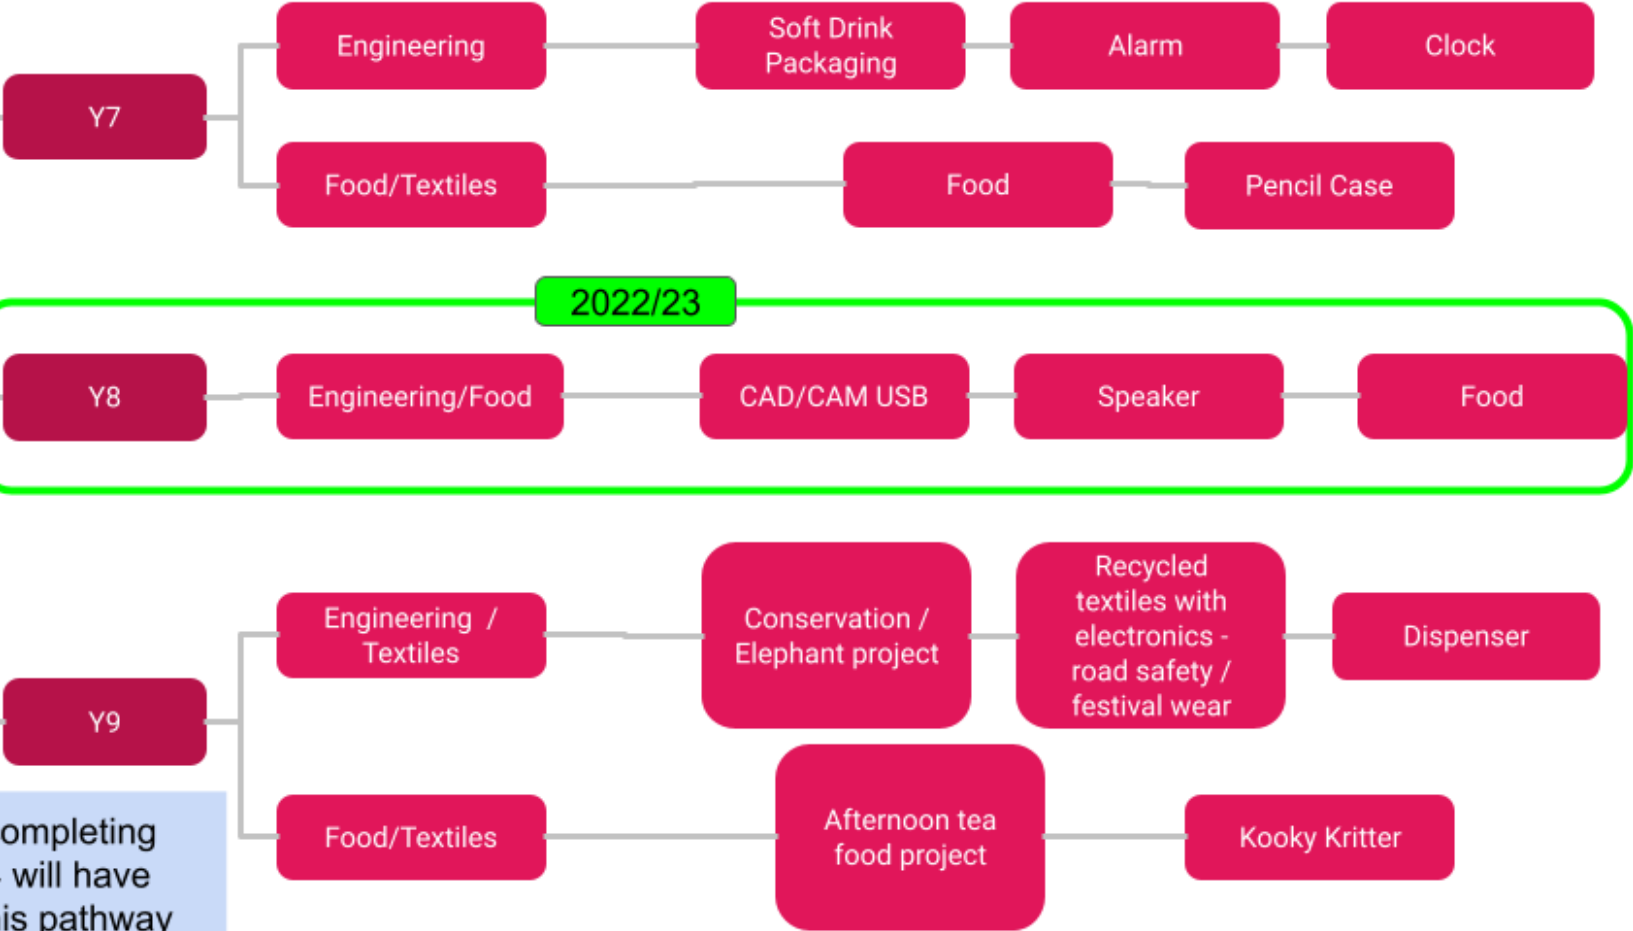 Y7
Engineering
Soft Drink
Packaging
Alarm
Clock
Food/Textiles
Food
Pencil Case
2022/23
Y8
Engineering/Food
CAD/CAM USB
Speaker
Food
Y9
Engineering /
Textiles
Conservation /
Elephant project
Recycled
textiles with
electronics -
road safety /
festival wear
Dispenser
Food/Textiles
Afternoon tea
food project
Kooky Kritter
ompleting
will have
is pathway